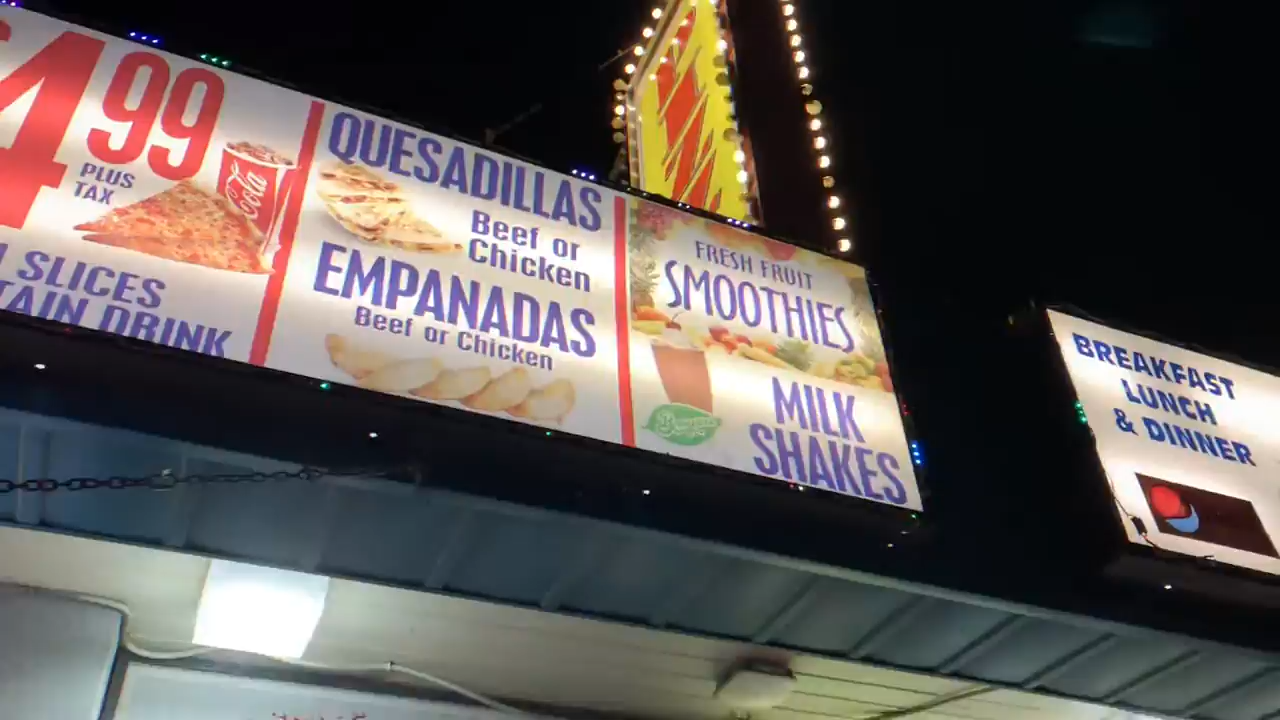 $4.99
PLUS
TAX
Cola
SLICES
DRINK
QUESADILLAS
Beef or
Chicken
EMPANADAS
Beef or Chicken
FRESH FRUIT
SMOOTHIES
MILK
SHAKES
BREAKFAST
LUNCH
& DINNER